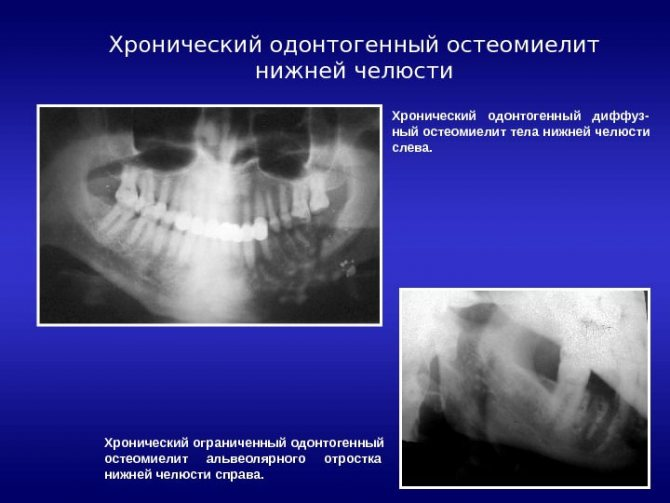 Хронический одонтогенный остеомиелит
нижней челюсти
Хронический одонтогенный диффуз-
ный остеомиелит тела нижней челюсти
слева.
Хронический ограниченный одонтогенный
остеомиелит альвеолярного отростка
нижней челюсти справа.